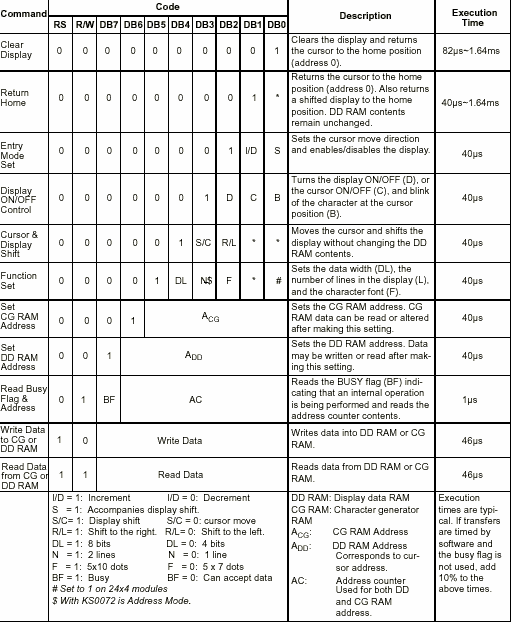 Command Code Description Execution Time
RS R/W DB7 DB6 DB5 DB4 DB3 DB2 DB1 DB0
Clear Display 0 0 0 0 0 0 0 0 0 1 Clears the display and returns the cursor to the home position (address 0). 82µs~1.64ms
Return Home 0 0 0 0 0 0 0 0 1 * Returns the cursor to the home position (address 0). Also returns a shifted display to the home position. DD RAM contents remain unchanged. 40µs~1.64ms
Entry Mode Set 0 0 0 0 0 0 0 1 I/D S Sets the cursor move direction and enables/disables the display. 40µs
Display ON/OFF Control 0 0 0 0 0 0 1 D C B Turns the display ON/OFF (D), or the cursor ON/OFF (C), and blink of the character at the cursor position (B). 40µs
Cursor & Display Shift 0 0 0 0 0 1 S/C R/L * * Moves the cursor and shifts the display without changing the DD RAM contents. 40µs
Function Set 0 0 0 0 1 DL N$ F * # Sets the data width (DL), the number of lines in the display (L), and the character font (F). 40µs
Set CG RAM Address 0 0 0 1 ACG Sets the CG RAM address. CG RAM data can be read or altered after making this setting. 40µs
Set DD RAM Address 0 0 1 ADD Sets the DD RAM address. Data may be written or read after mak-ing this setting. 40µs
Read Busy Flag & Address 0 1 BF AC Reads the BUSY flag (BF) indi-cating that an internal operation is being performed and reads the address counter contents. 1µs
Write Data to CG or DD RAM 1 0 Write Data Writes data into DD RAM or CG RAM. 46µs
Read Data from CG or DD RAM 1 1 Read Data Reads data from DD RAM or CG RAM. 46µs
I/D = 1: Increment I/D = 0: Decrement
S = 1: Accompanies display shift.
S/C= 1: Display shift S/C = 0: cursor move
R/L= 1: Shift to the right. R/L= 0: Shift to the left.
DL = 1: 8 bits DL = 0: 4 bits
N = 1: 2 lines N = 0: 1 line
F = 1: 5x10 dots F = 0: 5 x 7 dots
BF = 1: Busy BF = 0: Can accept data
# Set to 1 on 24x4 modules
$ With KS0072 is Address Mode.
DD RAM: Display data RAM
CG RAM: Character generator
RAM
ACG: CG RAM Address
ADD: DD RAM Address
Corresponds to cur-
sor address.
AC: Address counter
Used for both DD
and CG RAM
address.
Execution
times are typi-
cal. If transfers
are timed by
software and
the busy flag is
not used, add
10% to the
above times.